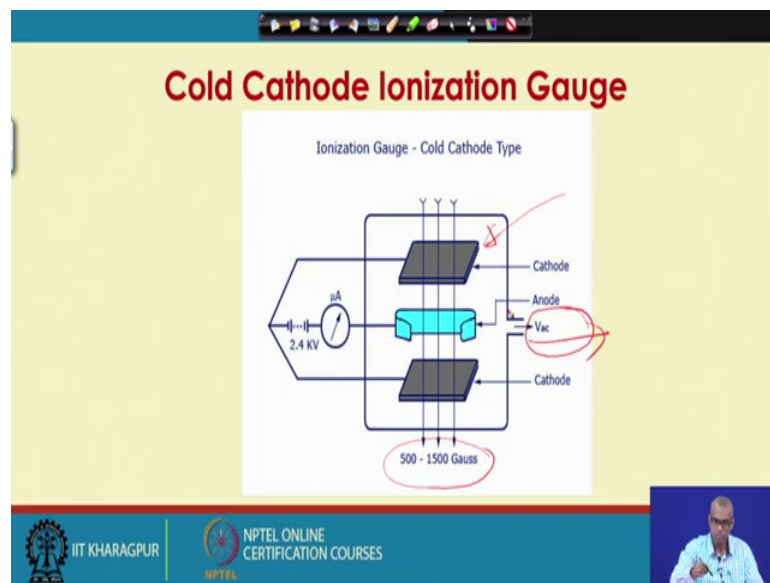 Cold Cathode Ionization Gauge
Ionization Gauge - Cold Cathode Type
Cathode
μA
Anode
Vac
2.4 KV
Cathode
500 - 1500 Gauss
IIT KHARAGPUR
NPTEL
NPTEL ONLINE
CERTIFICATION COURSES